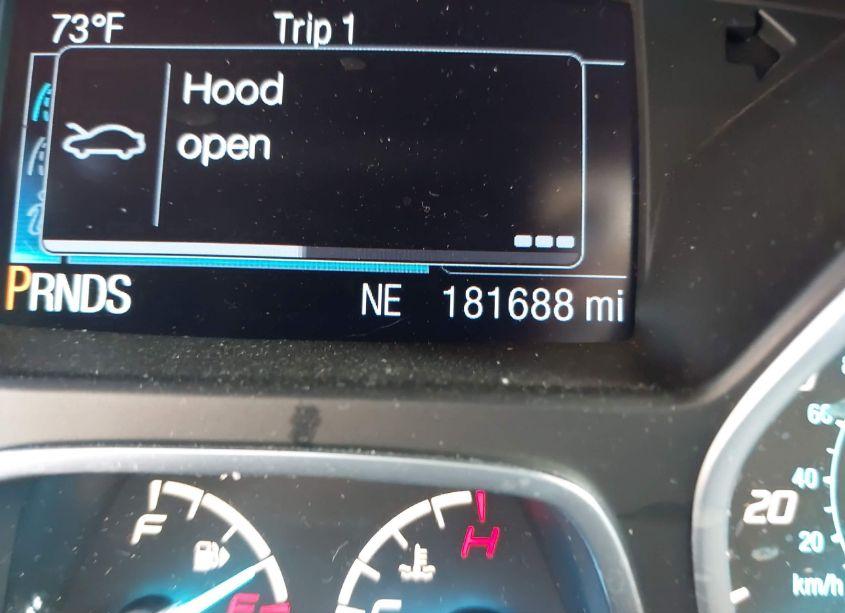 73°F Trip 1
Hood
open
PRNDS NE 181688 mi
F
H
E
C
20
60
40
20
km/h